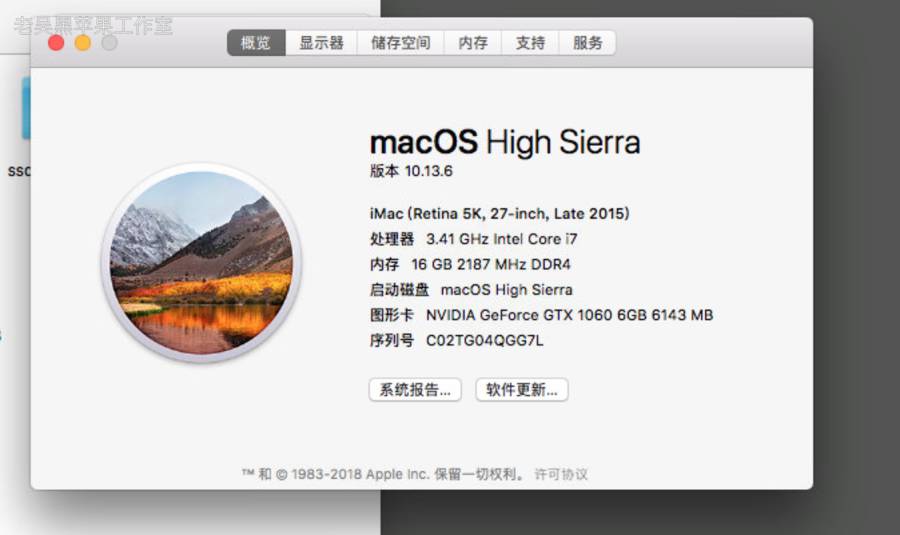 老吴黑苹果工作室
概览 显示器 储存空间 内存 支持 服务
macOS High Sierra
版本 10.13.6
ssd
iMac (Retina 5K, 27-inch, Late 2015)
处理器 3.41 GHz Intel Core i7
内存 16 GB 2187 MHz DDR4
启动磁盘 macOS High Sierra
图形卡 NVIDIA GeForce GTX 1060 6GB 6143 MB
序列号 C02TG04QGG7L
系统报告... 软件更新...
™ 和 © 1983-2018 Apple Inc. 保留一切权利。 许可协议